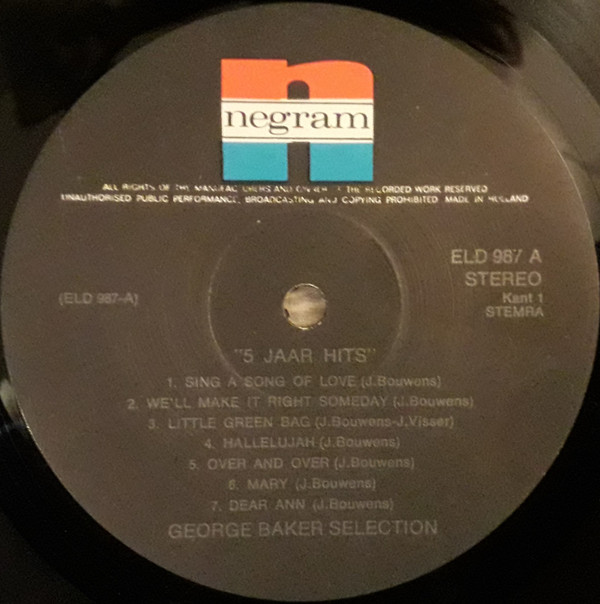 negram
ALL RIGHTS OF THE MANUFACTURERS AND OWNER OF THE RECORDED WORK RESERVED
UNAUTHORISED PUBLIC PERFORMANCE, BROADCASTING AND COPYING PROHIBITED MADE IN HOLLAND
ELD 987 A
STEREO
(ELD 987-A)
Kant 1
STEMRA
"5 JAAR HITS"
1. SING A SONG OF LOVE (J.Bouwens)
2. WE'LL MAKE IT RIGHT SOMEDAY (J.Bouwens)
3. LITTLE GREEN BAG (J.Bouwens-J.Visser)
4. HALLELUJAH (J.Bouwens)
5. OVER AND OVER (J.Bouwens)
6. MARY (J.Bouwens)
7. DEAR ANN (J.Bouwens)
GEORGE BAKER SELECTION